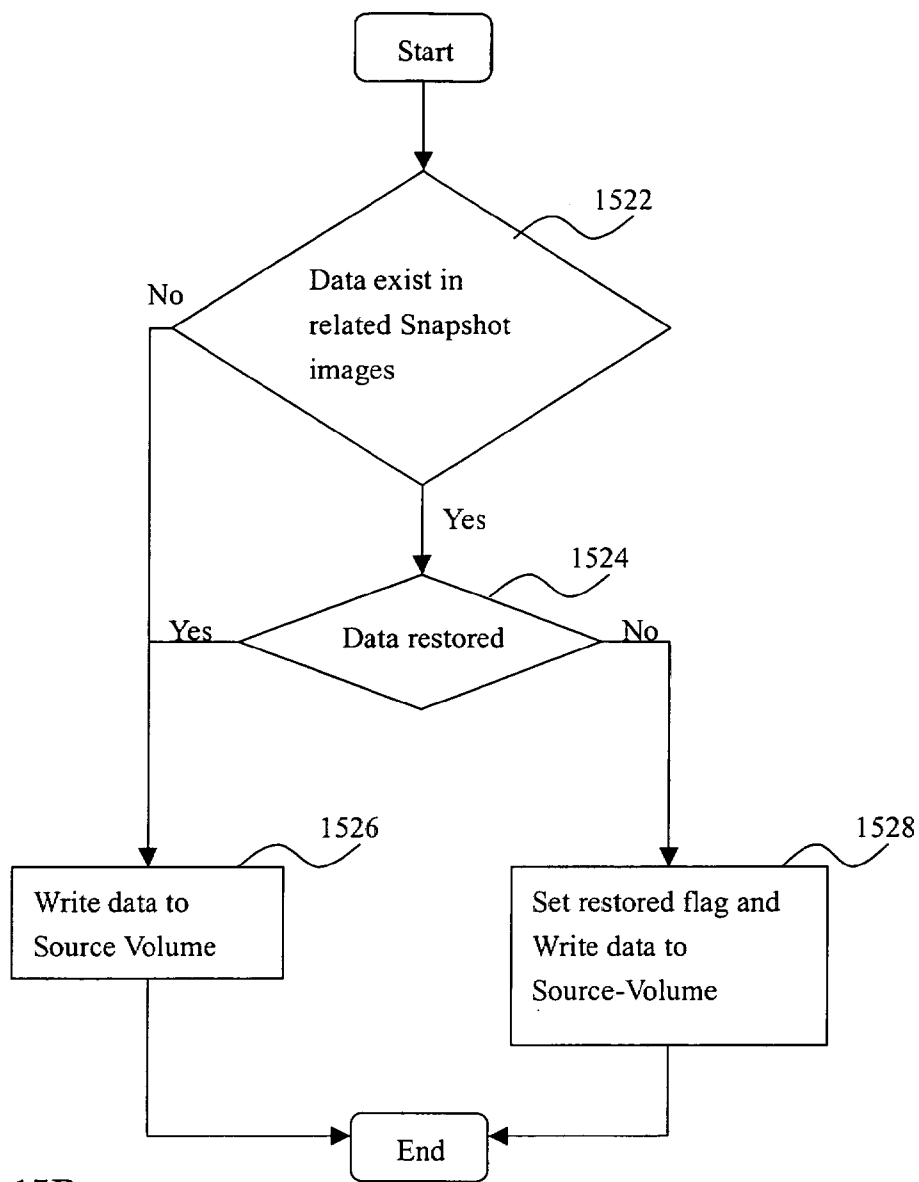 Start
1522
Data exist in
related Snapshot
images
No
Yes
1524
Yes
Data restored
No
1526
1528
Write data to
Source Volume
Set restored flag and
Write data to
Source-Volume
End